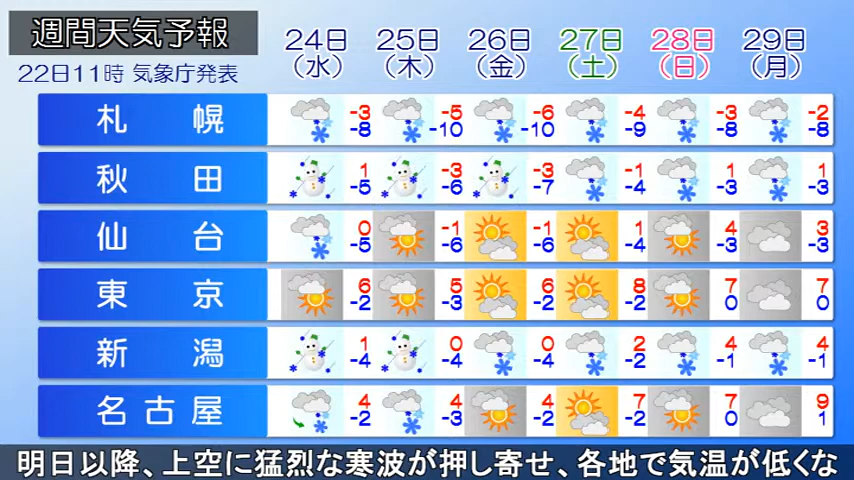 週間天気予報
22日11時 気象庁発表
24日 25日 26日 27日 28日 29日
(水) (木) (金) (土) (日) (月)
札幌 -3 -5 -6 -4 -3 -2
-8 -10 -10 -9 -8 -8
秋田 1 -3 -3 -1 1 1
-5 -6 -7 -4 -3 -3
仙台 0 -1 -1 1 4 3
-5 -6 -6 -4 -3 -3
東京 6 5 6 8 7 7
-2 -3 -2 -2 0 0
新潟 1 0 0 2 4 4
-4 -4 -4 -2 -1 -1
名古屋 4 4 4 7 7 9
-2 -3 -2 -2 0 1
明日以降、上空に猛烈な寒波が押し寄せ、各地で気温が低くな